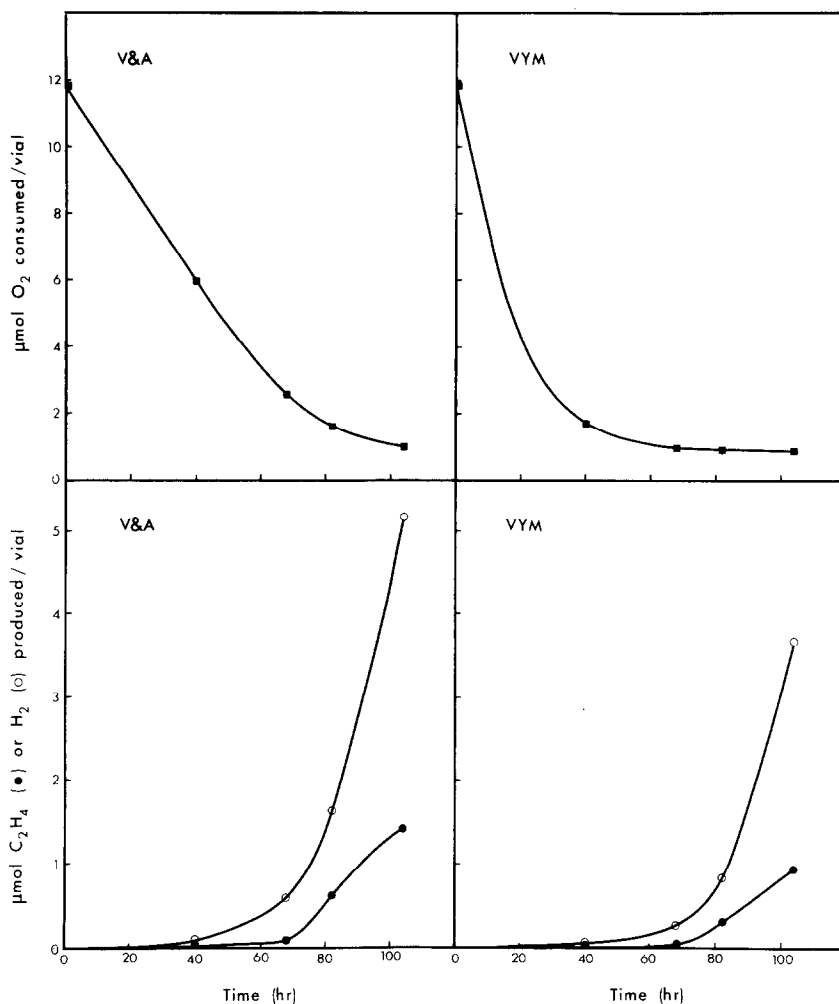 V&A
VYM
12
10
8
6
4
2
0
μmol O2 consumed/vial
V&A
VYM
5
4
3
2
1
0
μmol C2H4 (●) or H2 (○) produced/vial
0 20 40 60 80 100
0 20 40 60 80 100
Time (hr)
Time (hr)